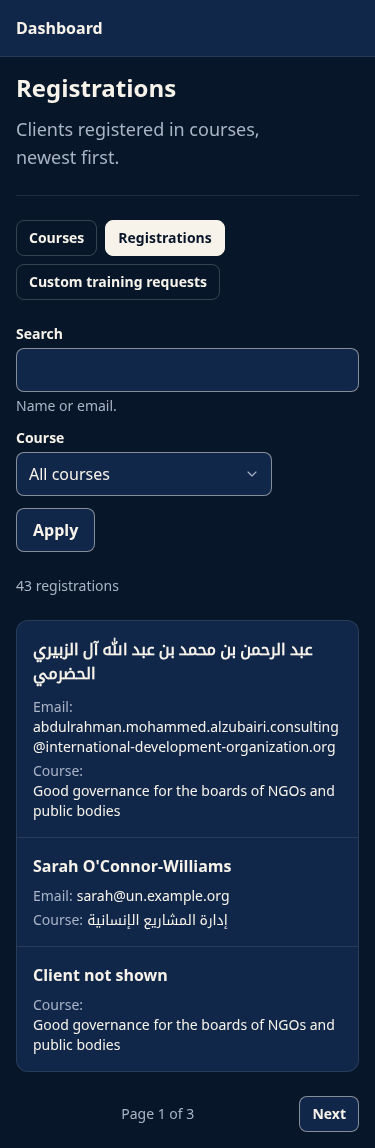 Dashboard
Registrations
Clients registered in courses,
newest first.
Courses
Registrations
Custom training requests
Search
Name or email.
Course
All courses
Apply
43 registrations
عبد الرحمن بن محمد بن عبد الله آل الزبيري
الحضرمي
Email:
abdulrahman.mohammed.alzubairi.consulting
@international-development-organization.org
Course:
Good governance for the boards of NGOs and
public bodies
Sarah O'Connor-Williams
Email: sarah@un.example.org
Course: إدارة المشاريع الإنسانية
Client not shown
Course:
Good governance for the boards of NGOs and
public bodies
Page 1 of 3
Next